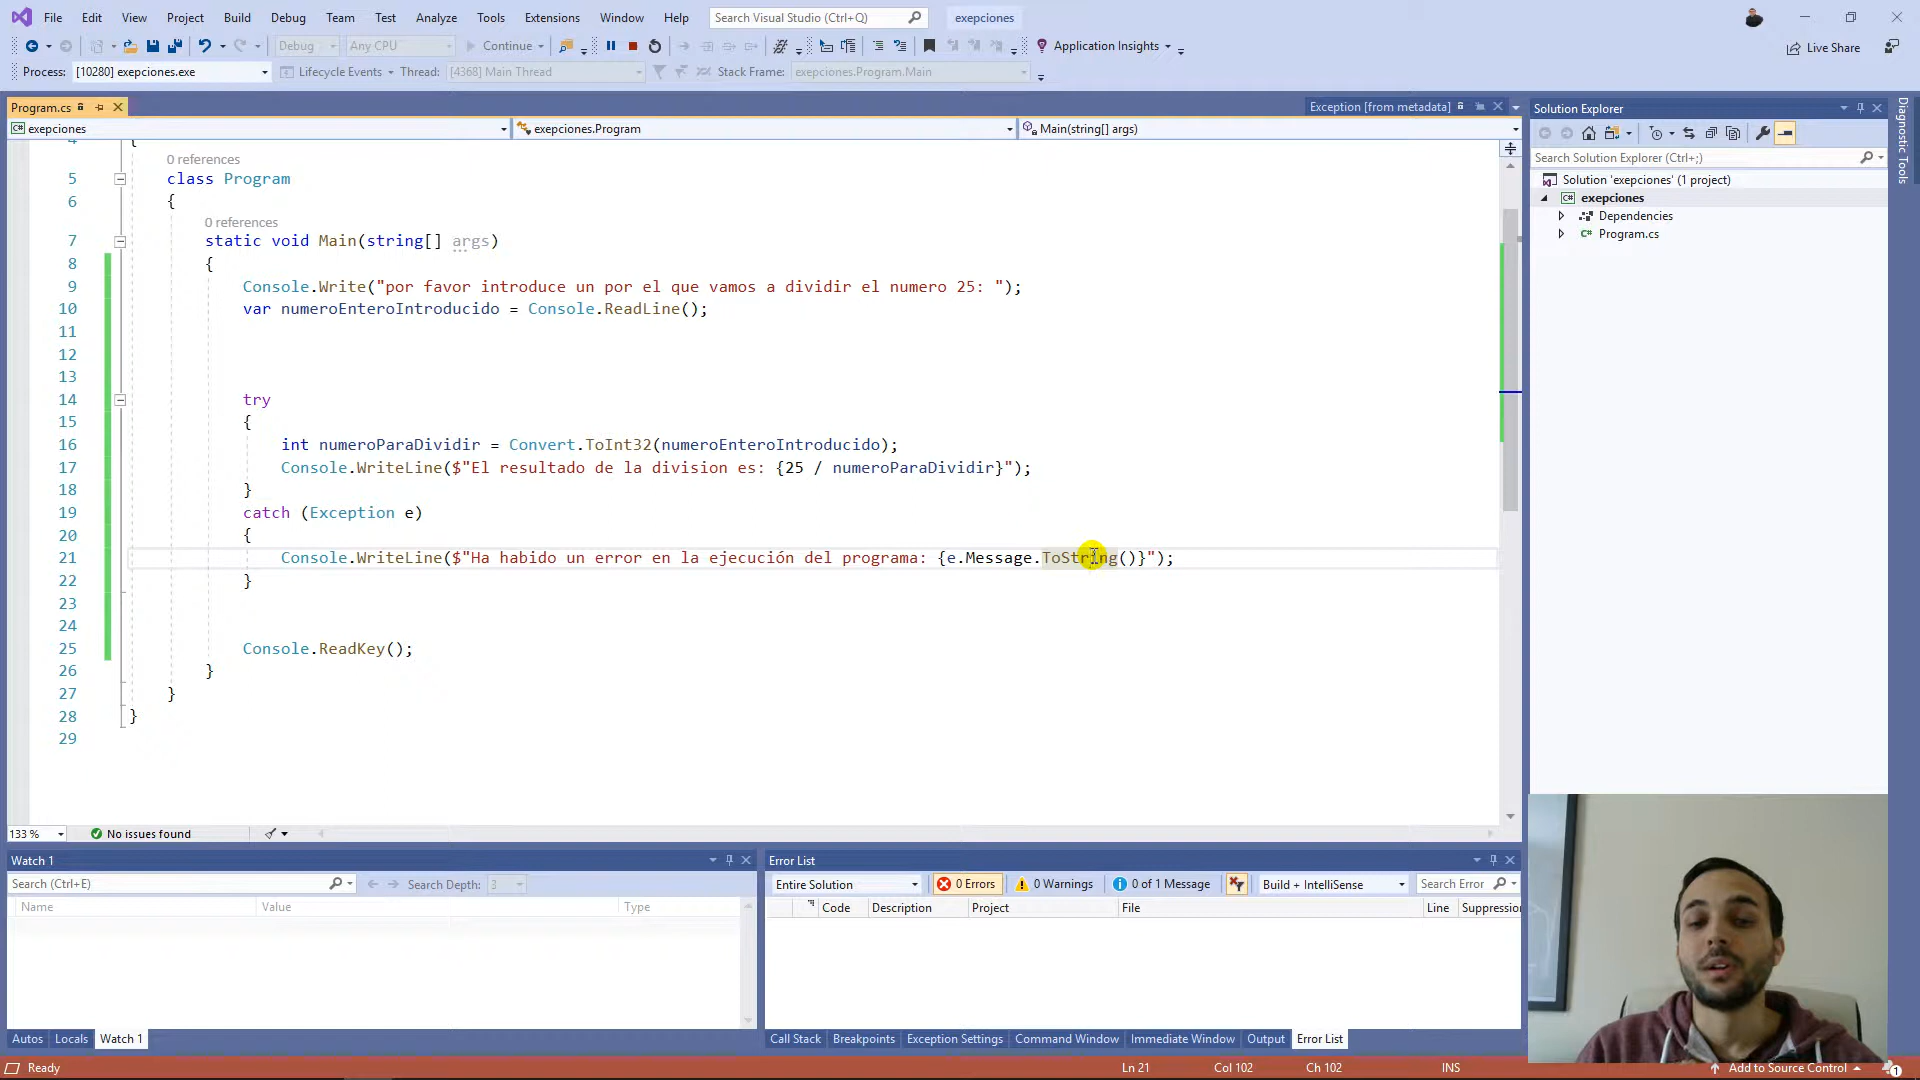 File Edit View Project Build Debug Team Test Analyze Tools Extensions Window Help Search Visual Studio (Ctrl+Q) exepciones
Debug Any CPU Continue Application Insights Live Share
Process: [10280] exepciones.exe Lifecycle Events Thread: [4368] Main Thread Stack Frame: exepciones.Program.Main
Program.cs Exception [from metadata] Solution Explorer
exepciones exepciones.Program Main(string[] args)
Search Solution Explorer (Ctrl+;)
Solution 'exepciones' (1 project)
exepciones
Dependencies
Program.cs
Diagnostic Tools
4 {
0 references
5 class Program
6 {
0 references
7 static void Main(string[] args)
8 {
9 Console.Write("por favor introduce un por el que vamos a dividir el numero 25: ");
10 var numeroEnteroIntroducido = Console.ReadLine();
11
12
13
14 try
15 {
16 int numeroParaDividir = Convert.ToInt32(numeroEnteroIntroducido);
17 Console.WriteLine($"El resultado de la division es: {25 / numeroParaDividir}");
18 }
19 catch (Exception e)
20 {
21 Console.WriteLine($"Ha habido un error en la ejecución del programa: {e.Message.ToString()}");
22 }
23
24
25 Console.ReadKey();
26 }
27 }
28 }
29
133 % No issues found
Watch 1
Search (Ctrl+E) Search Depth: 3
Name Value Type
Autos Locals Watch 1
Error List
Entire Solution 0 Errors 0 Warnings 0 of 1 Message Build + IntelliSense Search Error
Code Description Project File Line Suppression
Call Stack Breakpoints Exception Settings Command Window Immediate Window Output Error List
Ready Ln 21 Col 102 Ch 102 INS Add to Source Control 1